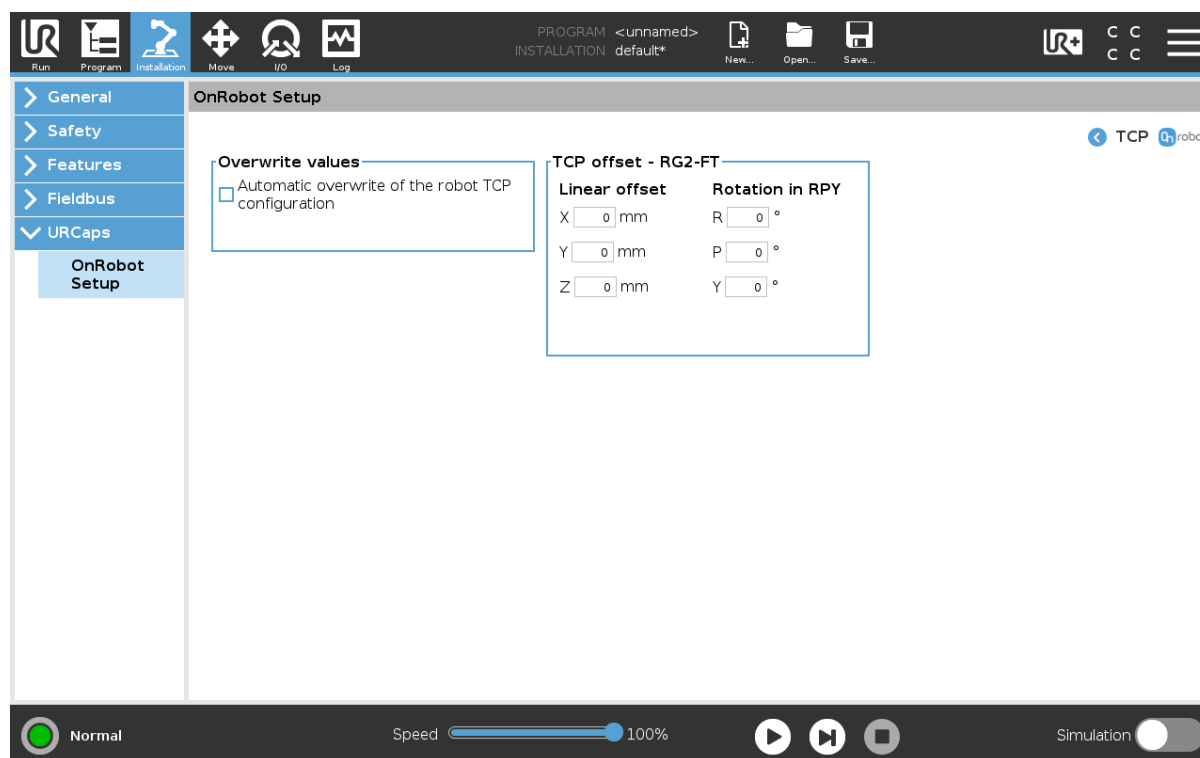 PROGRAM <unnamed>
INSTALLATION default*
UR
Run
Program
Installation
Move
I/O
Log
New...
Open...
Save...
UR+
C C
C C
General
Safety
Features
Fieldbus
URCaps
OnRobot
Setup
OnRobot Setup
TCP
Overwrite values
Automatic overwrite of the robot TCP
configuration
TCP offset - RG2-FT
Linear offset Rotation in RPY
X 0 mm R 0 °
Y 0 mm P 0 °
Z 0 mm Y 0 °
Normal
Speed 100%
Simulation